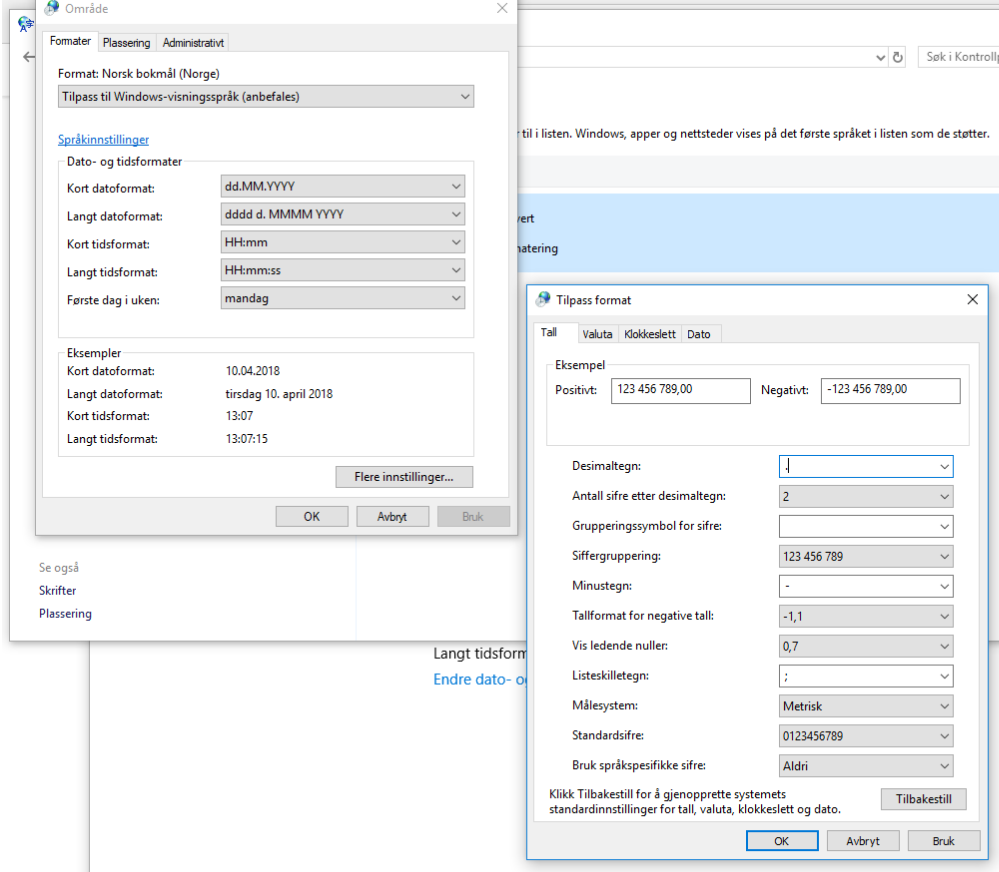 Område
Formater Plassering Administrativt
Format: Norsk bokmål (Norge)
Tilpass til Windows-visningsspråk (anbefales)
Språkinnstillinger
Dato- og tidsformater
Kort datoformat: dd.MM.YYYY
Langt datoformat: dddd d. MMMM YYYY
Kort tidsformat: HH:mm
Langt tidsformat: HH:mm:ss
Første dag i uken: mandag
Eksempler
Kort datoformat: 10.04.2018
Langt datoformat: tirsdag 10. april 2018
Kort tidsformat: 13:07
Langt tidsformat: 13:07:15
Flere innstillinger...
OK Avbryt Bruk
Søk i Kontrollp
til i listen. Windows, apper og nettsteder vises på det første språket i listen som de støtter.
vert
natering
Se også
Skrifter
Plassering
Langt tidsform
Endre dato- og
Tilpass format
Tall Valuta Klokkeslett Dato
Eksempel
Positivt: 123 456 789,00 Negativt: -123 456 789,00
Desimaltegn: .
Antall sifre etter desimaltegn: 2
Grupperingssymbol for sifre:
Siffergruppering: 123 456 789
Minustegn: -
Tallformat for negative tall: -1,1
Vis ledende nuller: 0,7
Listeskilletegn: ;
Målesystem: Metrisk
Standardsifre: 0123456789
Bruk språkspesifikke sifre: Aldri
Klikk Tilbakestill for å gjenopprette systemets
standardinnstillinger for tall, valuta, klokkeslett og dato.
Tilbakestill
OK Avbryt Bruk